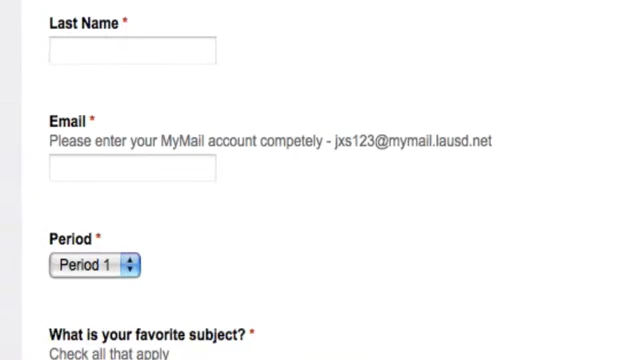 Last Name *
Email *
Please enter your MyMail account competely - jxs123@mymail.lausd.net
Period *
Period 1
What is your favorite subject? *
Check all that apply